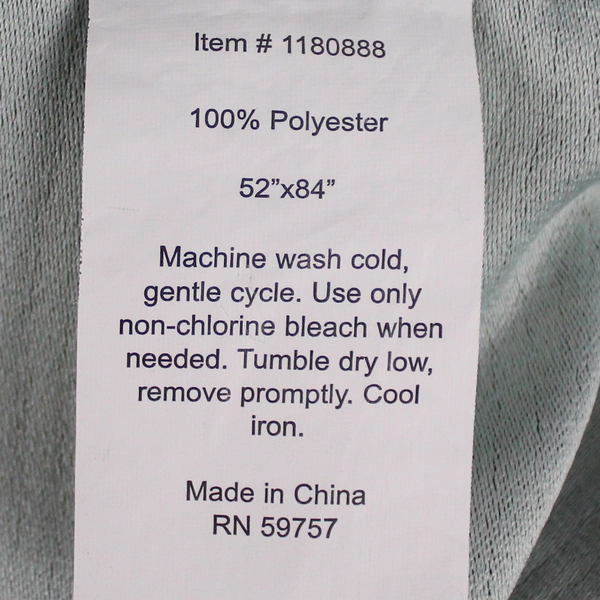 Item # 1180888
100% Polyester
52”x84”
Machine wash cold,
gentle cycle. Use only
non-chlorine bleach when
needed. Tumble dry low,
remove promptly. Cool
iron.
Made in China
RN 59757